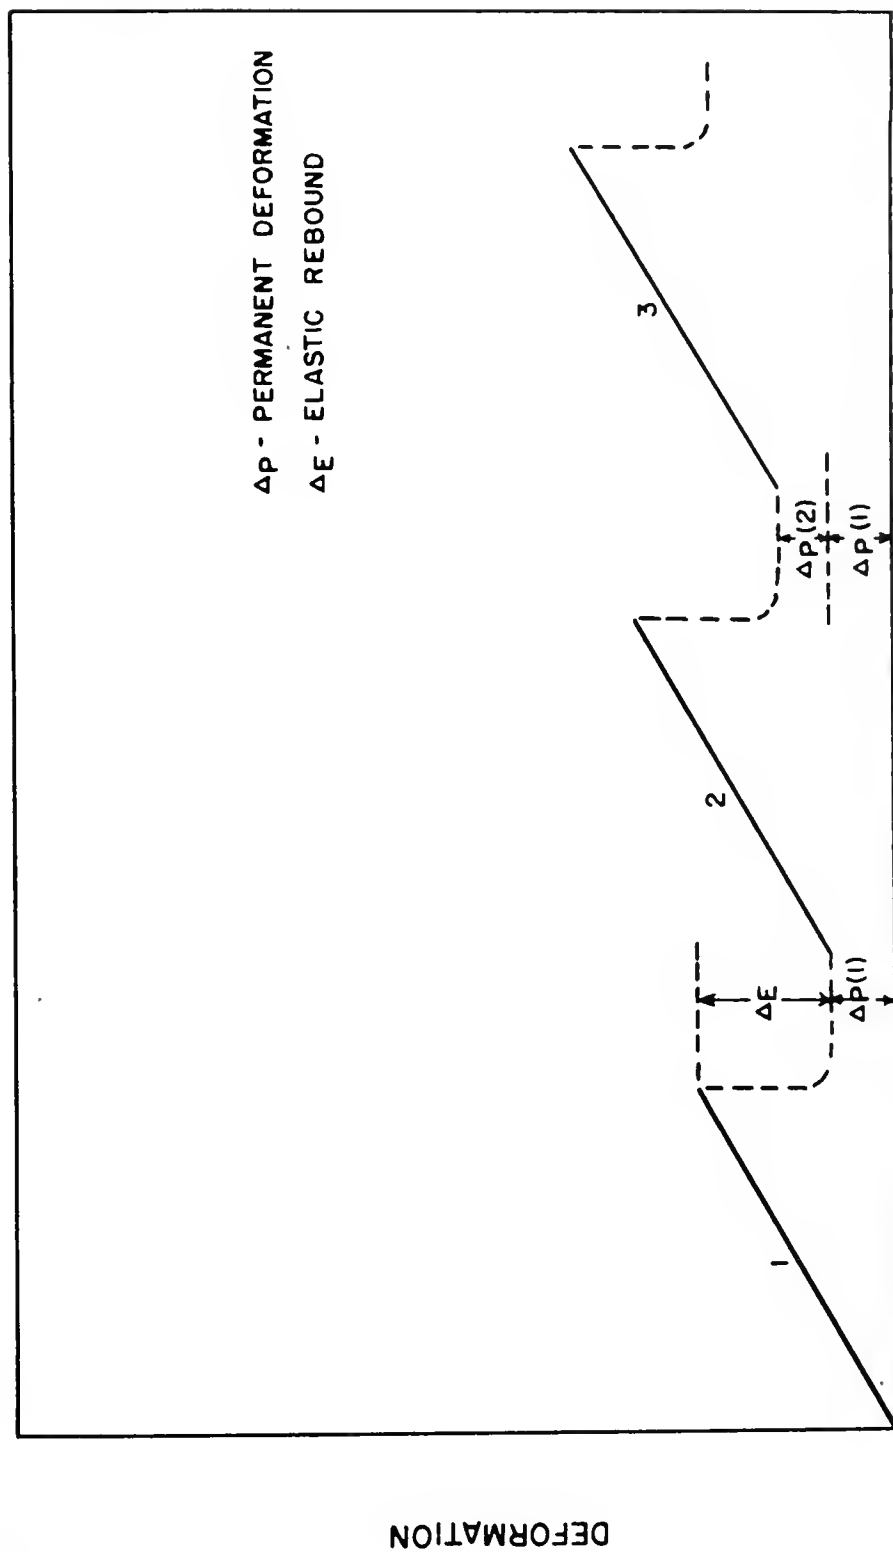 ΔP - PERMANENT DEFORMATION
ΔE - ELASTIC REBOUND
DEFORMATION
1
ΔE
ΔP(1)
2
ΔP(2)
ΔP(1)
3